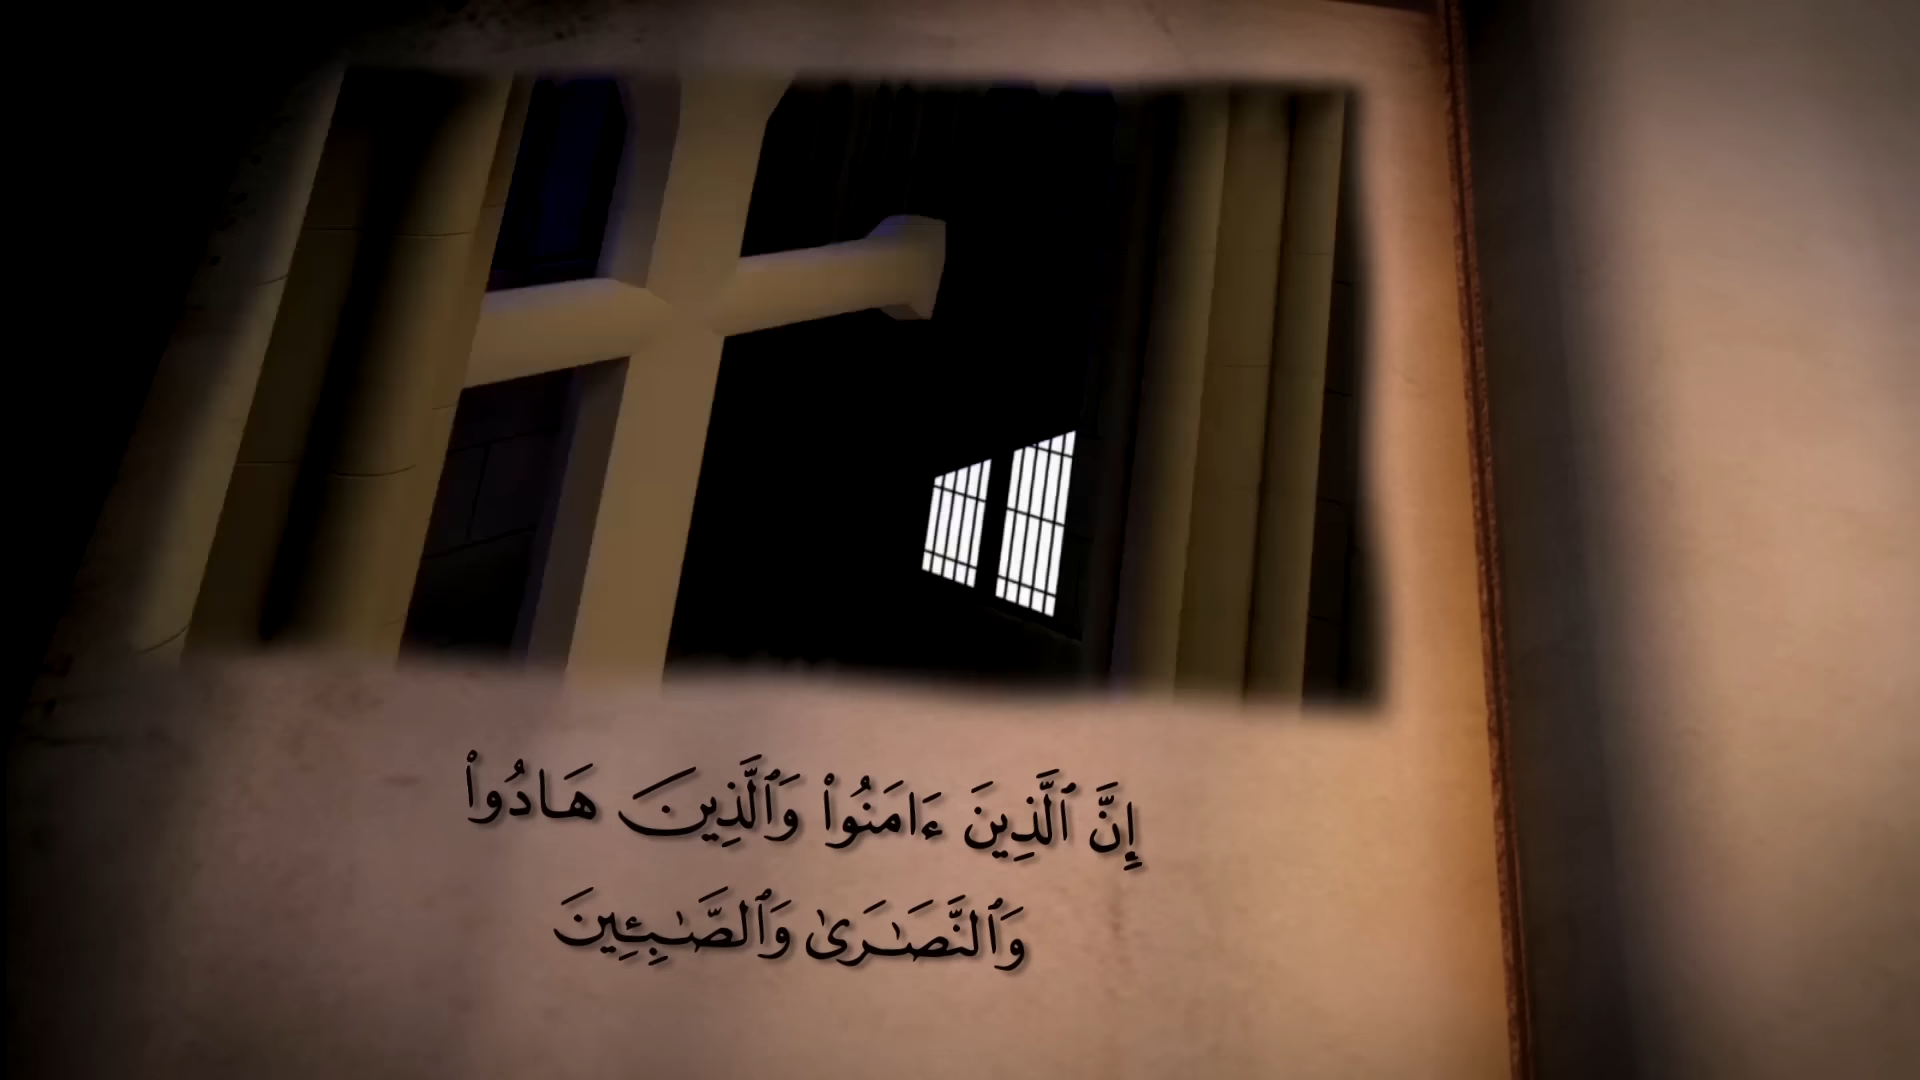 إِنَّ ٱلَّذِينَ ءَامَنُوا۟ وَٱلَّذِينَ هَادُوا۟
وَٱلنَّصَـٰرَىٰ وَٱلصَّـٰبِـِٔينَ